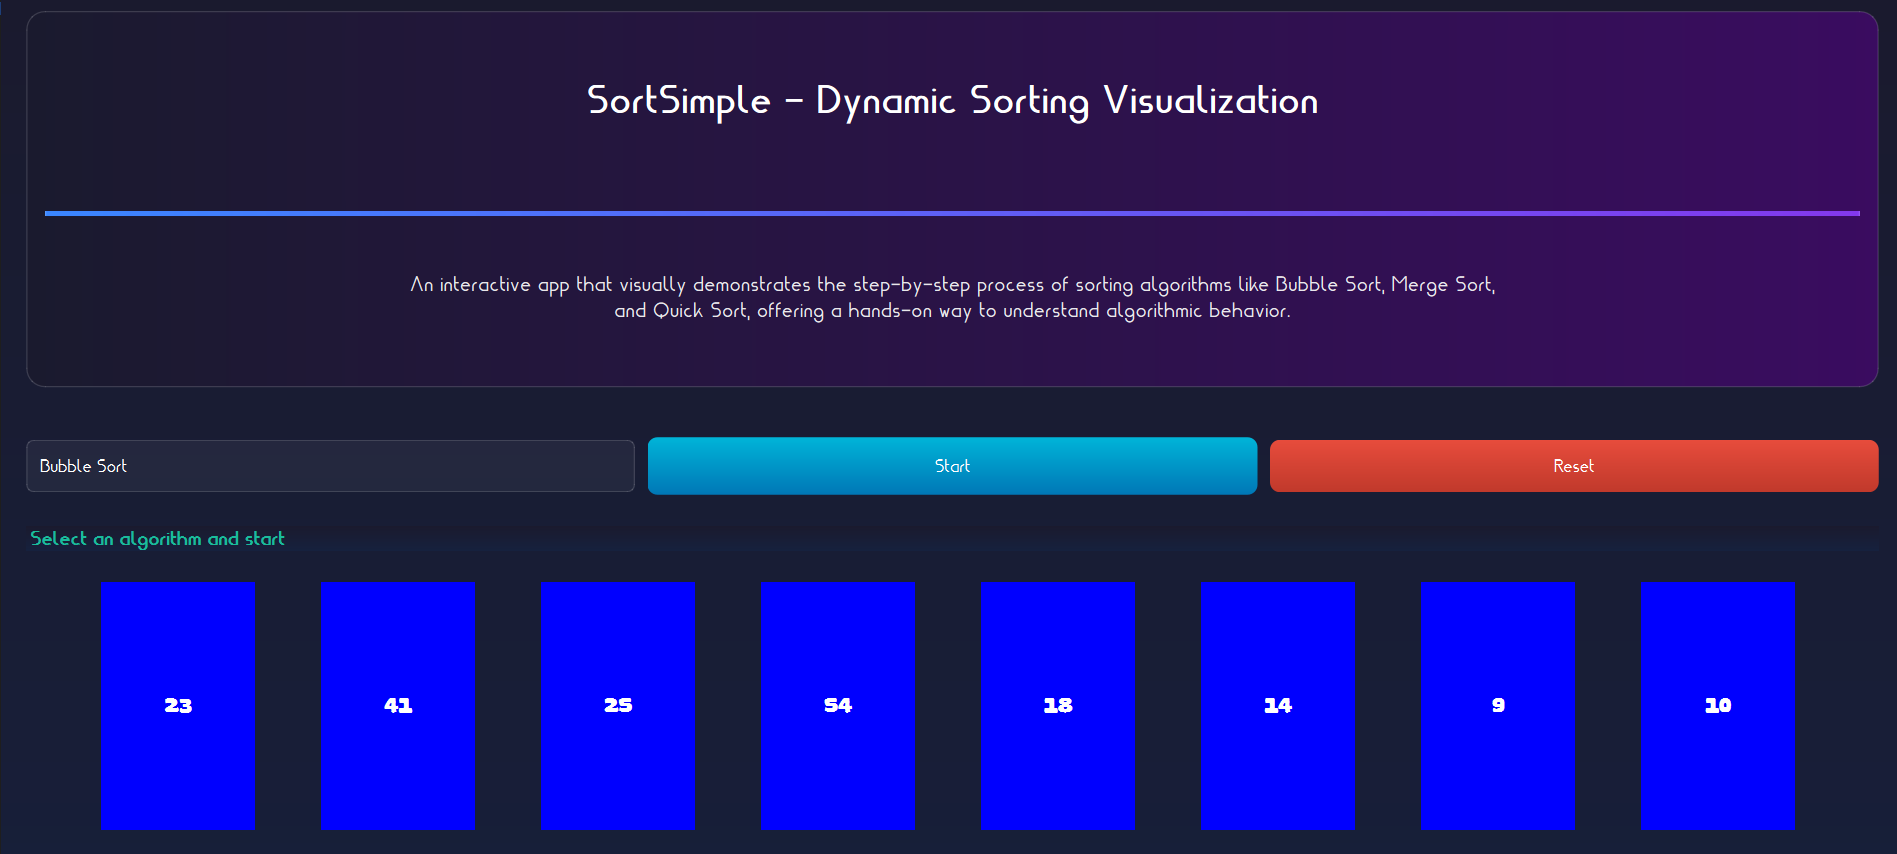 SortSimple - Dynamic Sorting Visualization
An interactive app that visually demonstrates the step-by-step process of sorting algorithms like Bubble Sort, Merge Sort,
and Quick Sort, offering a hands-on way to understand algorithmic behavior.
Bubble Sort Start Reset
Select an algorithm and start
23 41 25 54 18 14 9 10